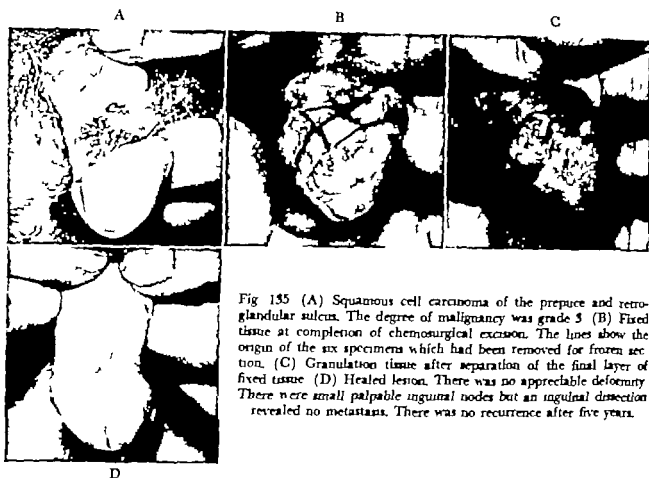 A
B
C
Fig 135 (A) Squamous cell carcinoma of the prepuce and retro-
glandular sulcus. The degree of malignancy was grade 3 (B) Fixed
tissue at completion of chemosurgical excision. The lines show the
origin of the six specimens which had been removed for frozen sec
tion. (C) Granulation tissue after separation of the final layer of
fixed tissue (D) Healed lesion. There was no appreciable deformity
There were small palpable inguinal nodes but an inguinal dissection
revealed no metastasis. There was no recurrence after five years.
D